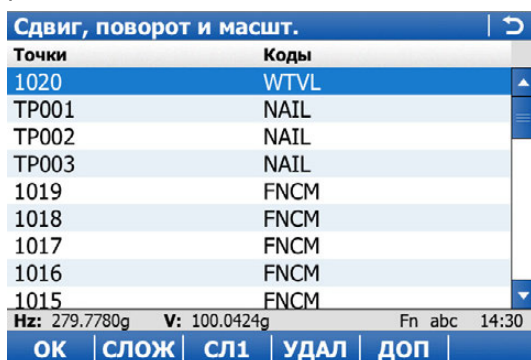 Сдвиг, поворот и масшт.
Точки Коды
1020 WTVL
TP001 NAIL
TP002 NAIL
TP003 NAIL
1019 FNCM
1018 FNCM
1017 FNCM
1016 FNCM
1015 FNCM
Hz: 279.7780g V: 100.0424g Fn abc 14:30
ОК СЛОЖ СЛ1 УДАЛ ДОП